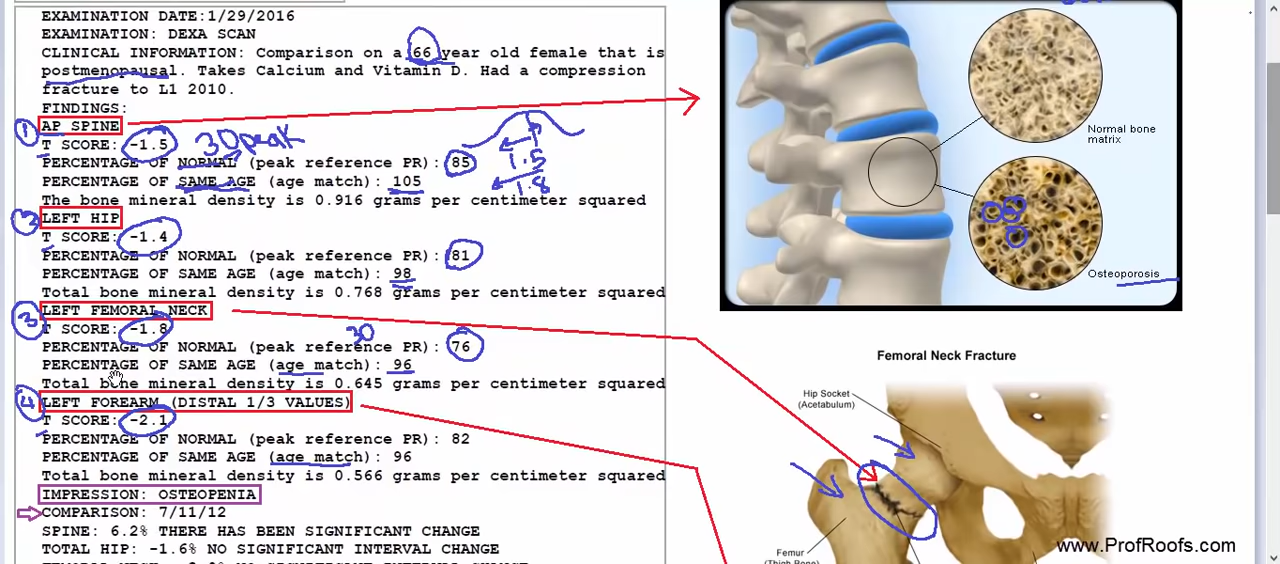 EXAMINATION DATE:1/29/2016
EXAMINATION: DEXA SCAN
CLINICAL INFORMATION: Comparison on a 66 year old female that is
postmenopausal. Takes Calcium and Vitamin D. Had a compression
fracture to L1 2010.
FINDINGS:
1 AP SPINE
T SCORE: -1.5 30 peak
PERCENTAGE OF NORMAL (peak reference PR): 85 1.5
PERCENTAGE OF SAME AGE (age match): 105 1.8
The bone mineral density is 0.916 grams per centimeter squared
2 LEFT HIP
T SCORE: -1.4
PERCENTAGE OF NORMAL (peak reference PR): 81
PERCENTAGE OF SAME AGE (age match): 98
Total bone mineral density is 0.768 grams per centimeter squared
3 LEFT FEMORAL NECK
T SCORE: -1.8 30
PERCENTAGE OF NORMAL (peak reference PR): 76
PERCENTAGE OF SAME AGE (age match): 96
Total bone mineral density is 0.645 grams per centimeter squared
4 LEFT FOREARM (DISTAL 1/3 VALUES)
T SCORE: -2.1
PERCENTAGE OF NORMAL (peak reference PR): 82
PERCENTAGE OF SAME AGE (age match): 96
Total bone mineral density is 0.566 grams per centimeter squared
IMPRESSION: OSTEOPENIA
COMPARISON: 7/11/12
SPINE: 6.2% THERE HAS BEEN SIGNIFICANT CHANGE
TOTAL HIP: -1.6% NO SIGNIFICANT INTERVAL CHANGE
Normal bone
matrix
Osteoporosis
Femoral Neck Fracture
Hip Socket
(Acetabulum)
Femur
(Thigh Bone)
www.ProfRoofs.com